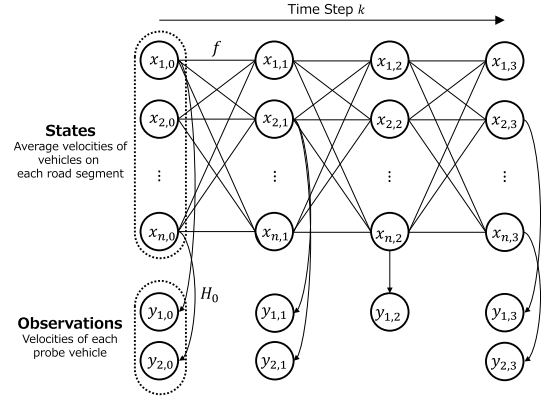 Time Step k
f
x1,0 x1,1 x1,2 x1,3
x2,0 x2,1 x2,2 x2,3
States
Average velocities of
vehicles on
each road segment
⋮ ⋮ ⋮ ⋮
xn,0 xn,1 xn,2 xn,3
H0
Observations
Velocities of each
probe vehicle
y1,0 y1,1 y1,2 y1,3
y2,0 y2,1 y2,3